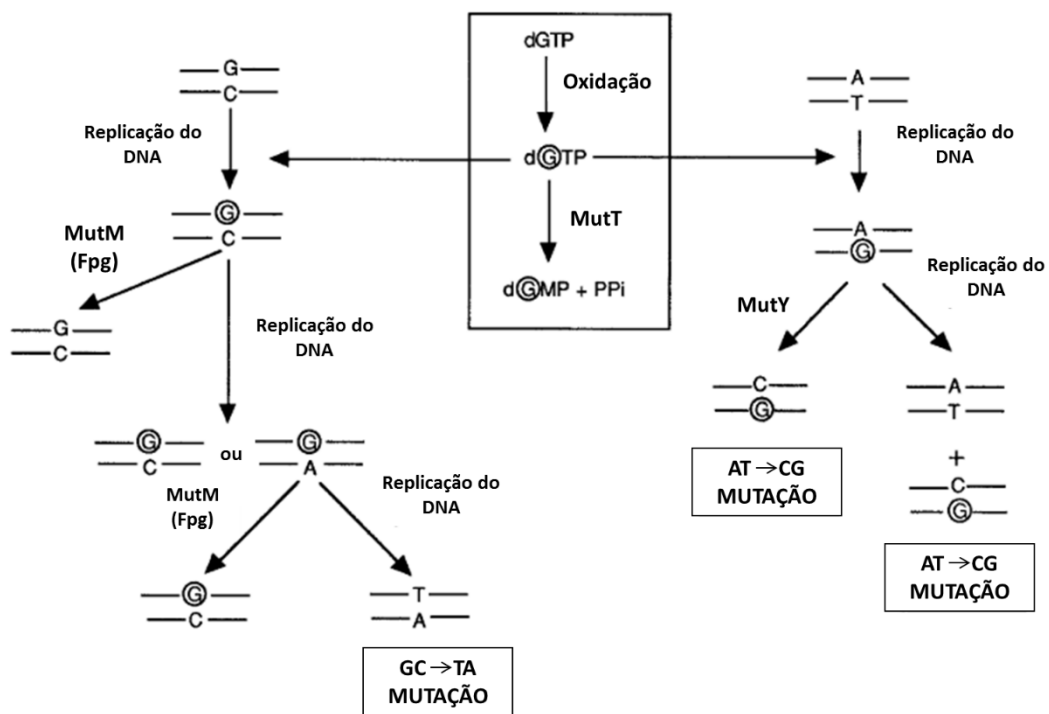 dGTP
Oxidação
dGTP
MutT
dGMP + PPi
G
C
Replicação do
DNA
G
C
MutM
(Fpg)
G
C
Replicação do
DNA
G
C
ou
G
A
MutM
(Fpg)
Replicação do
DNA
G
C
T
A
GC→TA
MUTAÇÃO
A
T
Replicação do
DNA
A
G
MutY
Replicação do
DNA
C
G
AT→CG
MUTAÇÃO
A
T
+
C
G
AT→CG
MUTAÇÃO